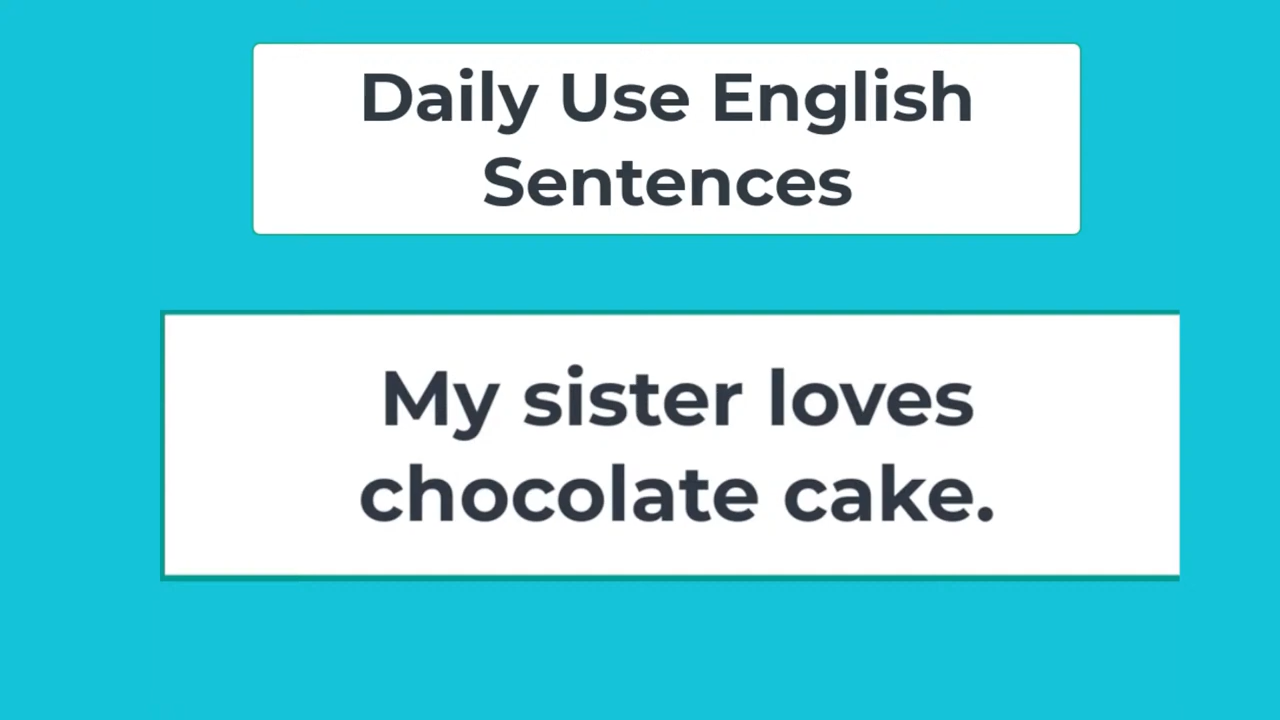 Daily Use English
Sentences
My sister loves
chocolate cake.